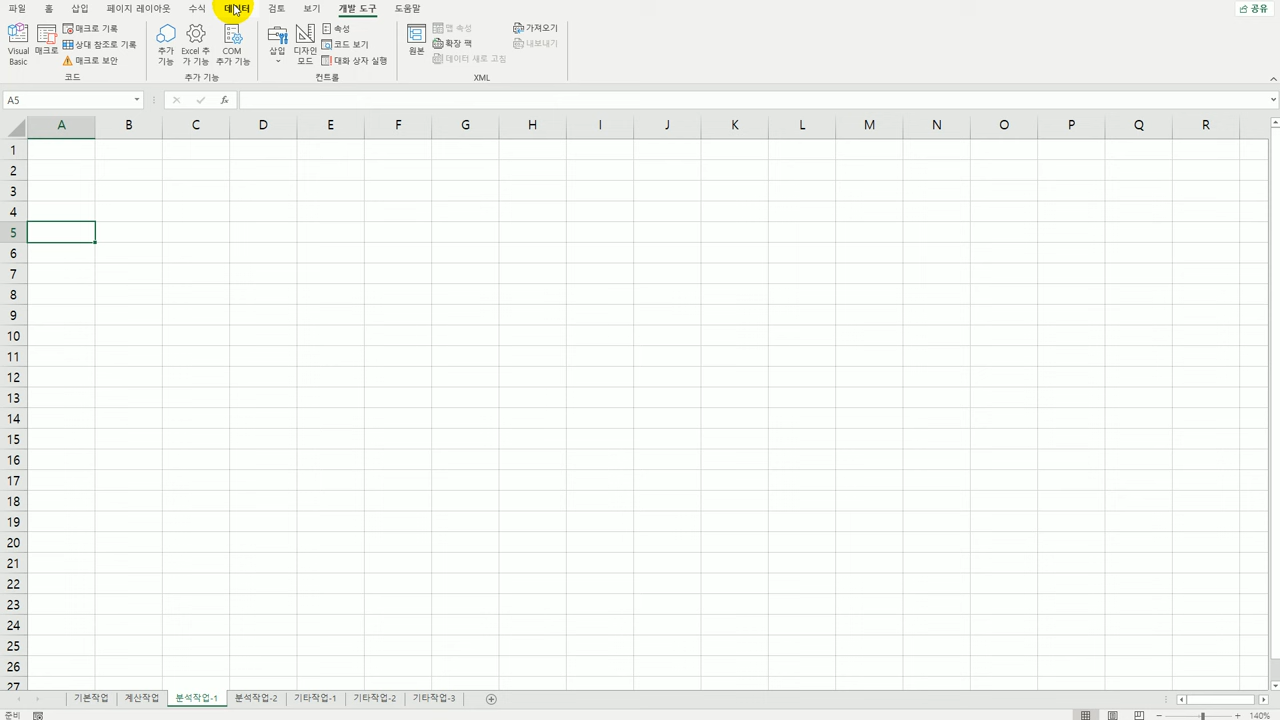 파일 홈 삽입 페이지 레이아웃 수식 데이터 검토 보기 개발 도구 도움말 공유
Visual Basic
매크로
매크로 기록
상대 참조로 기록
매크로 보안
코드
추가 기능
Excel 추가 기능
COM 추가 기능
추가 기능
삽입
디자인 모드
속성
코드 보기
대화 상자 실행
컨트롤
원본
맵 속성
확장 팩
데이터 새로 고침
가져오기
내보내기
XML
A5 fx
A B C D E F G H I J K L M N O P Q R
1
2
3
4
5
6
7
8
9
10
11
12
13
14
15
16
17
18
19
20
21
22
23
24
25
26
27
기본작업 계산작업 분석작업-1 분석작업-2 기타작업-1 기타작업-2 기타작업-3
준비 140%